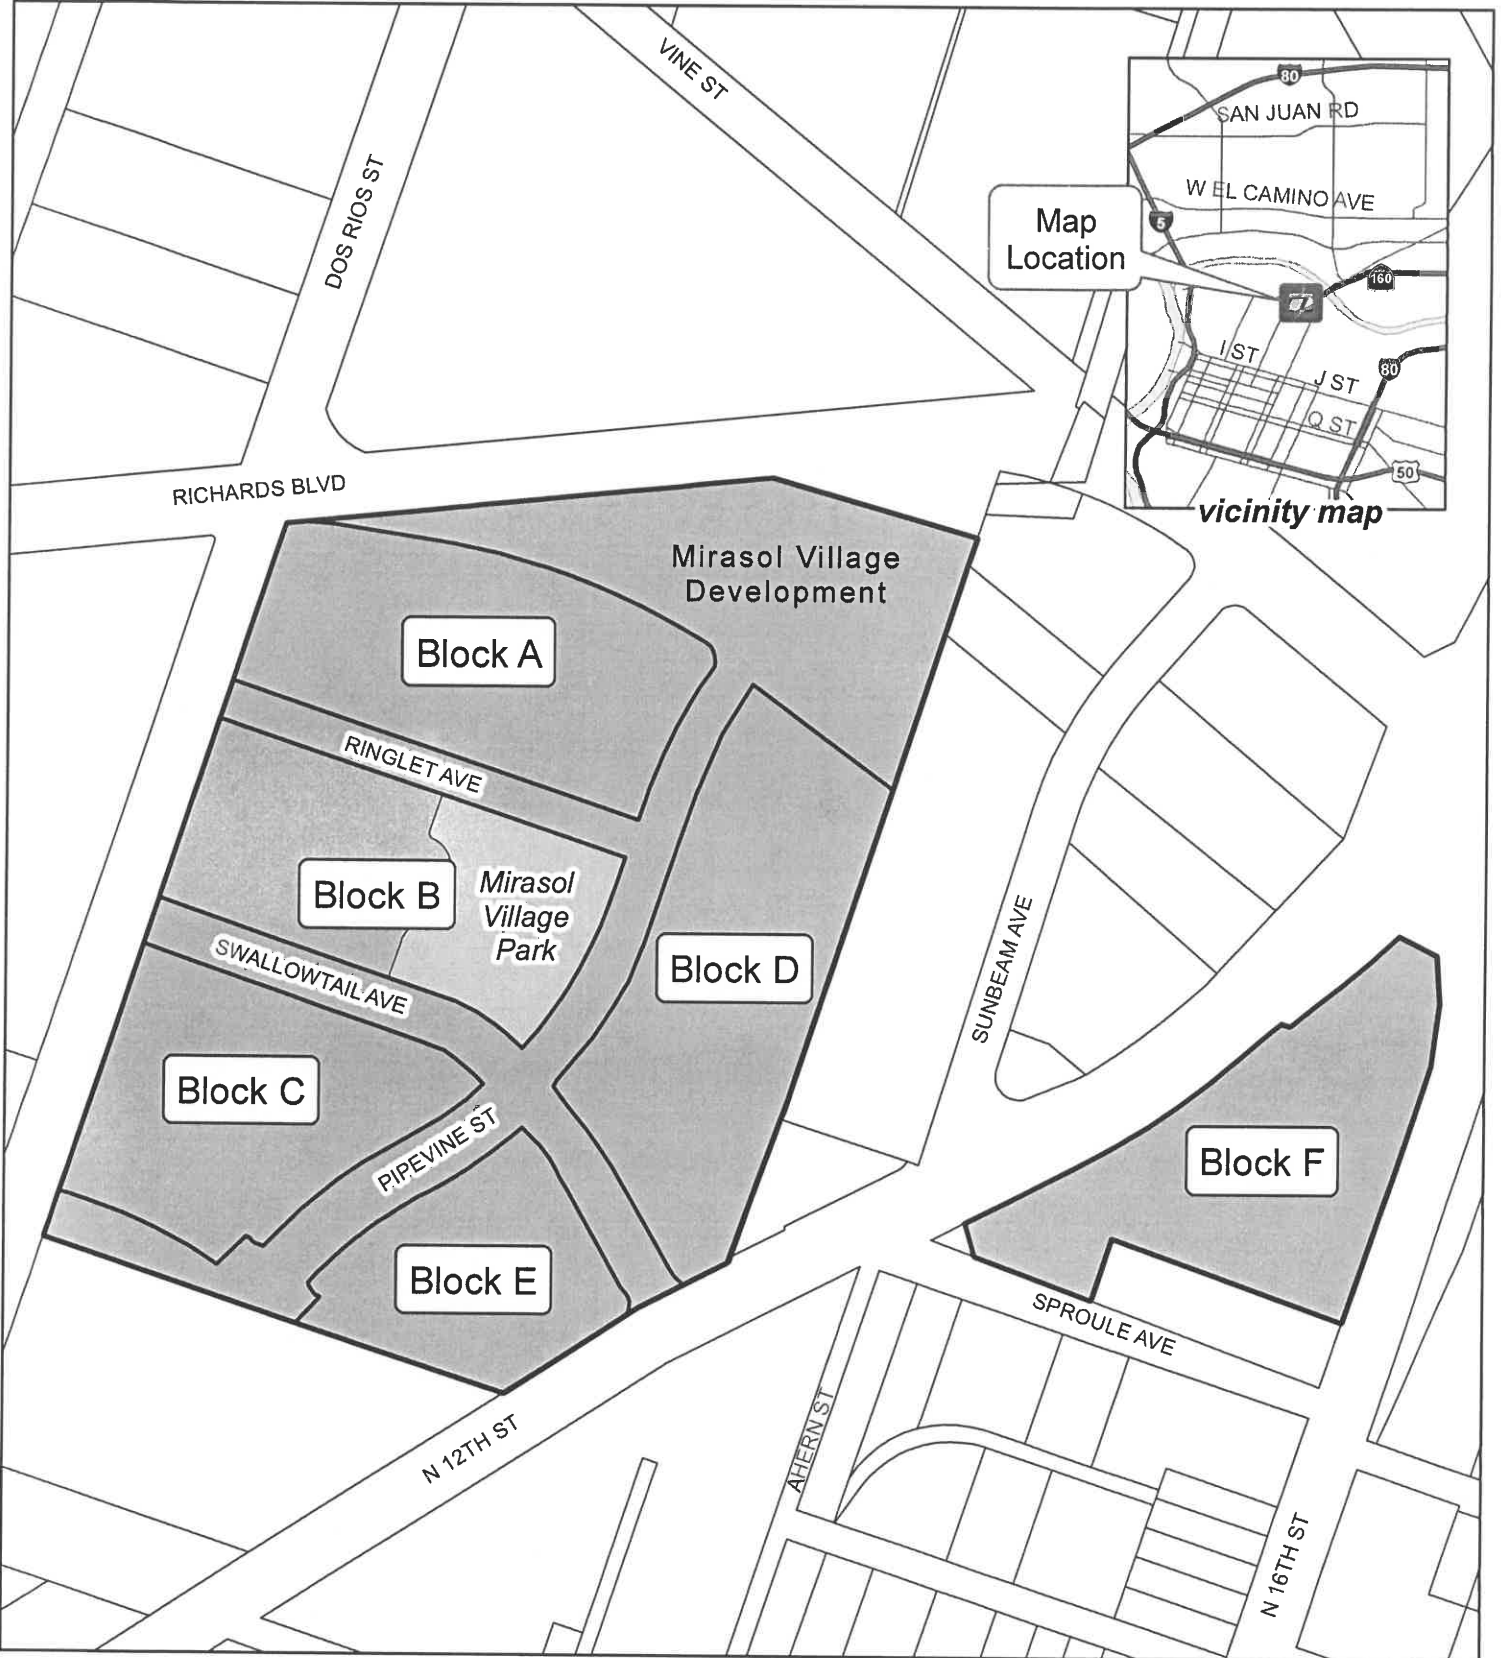 VINE ST
80
SAN JUAN RD
W EL CAMINO AVE
5
Map
Location
160
I ST
J ST
80
Q ST
50
vicinity map
DOS RIOS ST
RICHARDS BLVD
Mirasol Village
Development
Block A
RINGLET AVE
Block B
Mirasol
Village
Park
SWALLOWTAIL AVE
Block D
SUNBEAM AVE
Block C
PIPEVINE ST
Block F
Block E
SPROULE AVE
N 12TH ST
AHERN ST
N 16TH ST